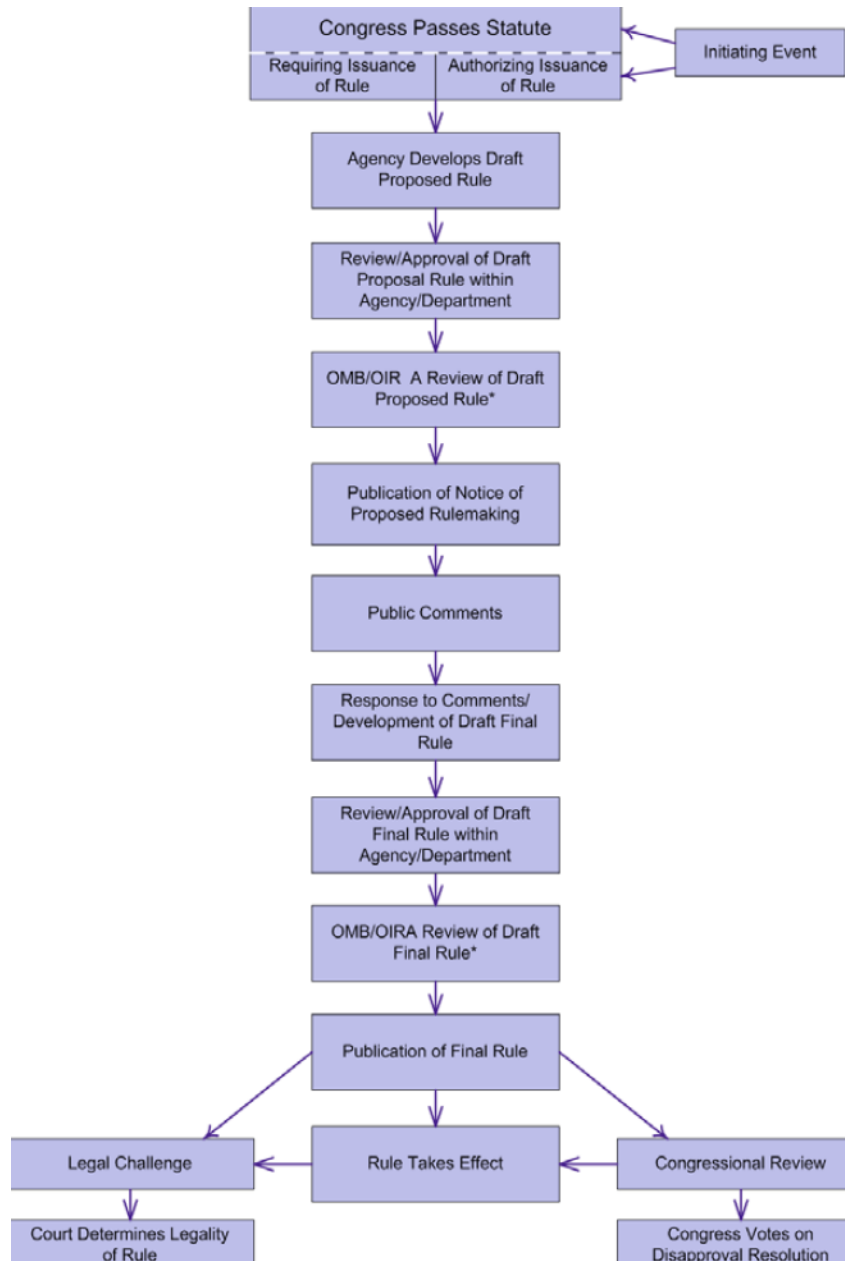 Congress Passes Statute
Initiating Event
Requiring Issuance
of Rule
Authorizing Issuance
of Rule
Agency Develops Draft
Proposed Rule
Review/Approval of Draft
Proposal Rule within
Agency/Department
OMB/OIR  A Review of Draft
Proposed Rule*
Publication of Notice of
Proposed Rulemaking
Public Comments
Response to Comments/
Development of Draft Final
Rule
Review/Approval of Draft
Final Rule within
Agency/Department
OMB/OIRA Review of Draft
Final Rule*
Publication of Final Rule
Legal Challenge
Rule Takes Effect
Congressional Review
Court Determines Legality
of Rule
Congress Votes on
Disapproval Resolution